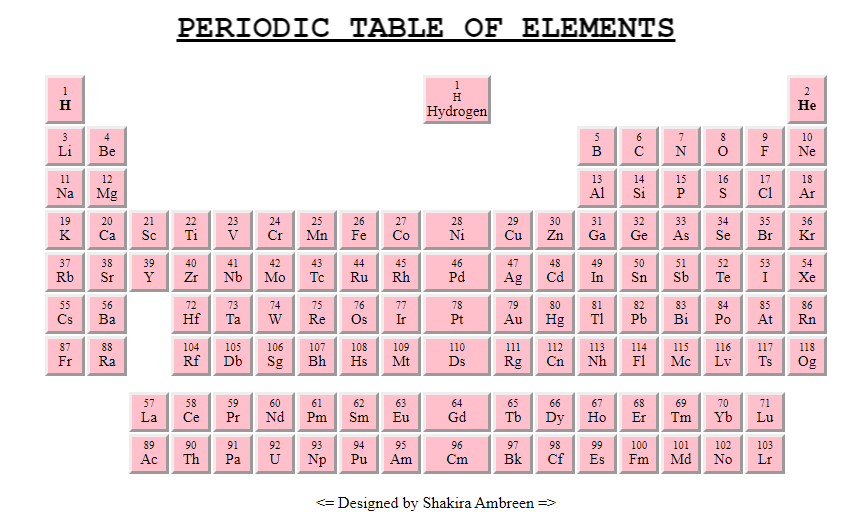 PERIODIC TABLE OF ELEMENTS
1 1 2
H H He
Hydrogen
3 4 5 6 7 8 9 10
Li Be B C N O F Ne
11 12 13 14 15 16 17 18
Na Mg Al Si P S Cl Ar
19 20 21 22 23 24 25 26 27 28 29 30 31 32 33 34 35 36
K Ca Sc Ti V Cr Mn Fe Co Ni Cu Zn Ga Ge As Se Br Kr
37 38 39 40 41 42 43 44 45 46 47 48 49 50 51 52 53 54
Rb Sr Y Zr Nb Mo Tc Ru Rh Pd Ag Cd In Sn Sb Te I Xe
55 56 72 73 74 75 76 77 78 79 80 81 82 83 84 85 86
Cs Ba Hf Ta W Re Os Ir Pt Au Hg Tl Pb Bi Po At Rn
87 88 104 105 106 107 108 109 110 111 112 113 114 115 116 117 118
Fr Ra Rf Db Sg Bh Hs Mt Ds Rg Cn Nh Fl Mc Lv Ts Og
57 58 59 60 61 62 63 64 65 66 67 68 69 70 71
La Ce Pr Nd Pm Sm Eu Gd Tb Dy Ho Er Tm Yb Lu
89 90 91 92 93 94 95 96 97 98 99 100 101 102 103
Ac Th Pa U Np Pu Am Cm Bk Cf Es Fm Md No Lr
<= Designed by Shakira Ambreen =>